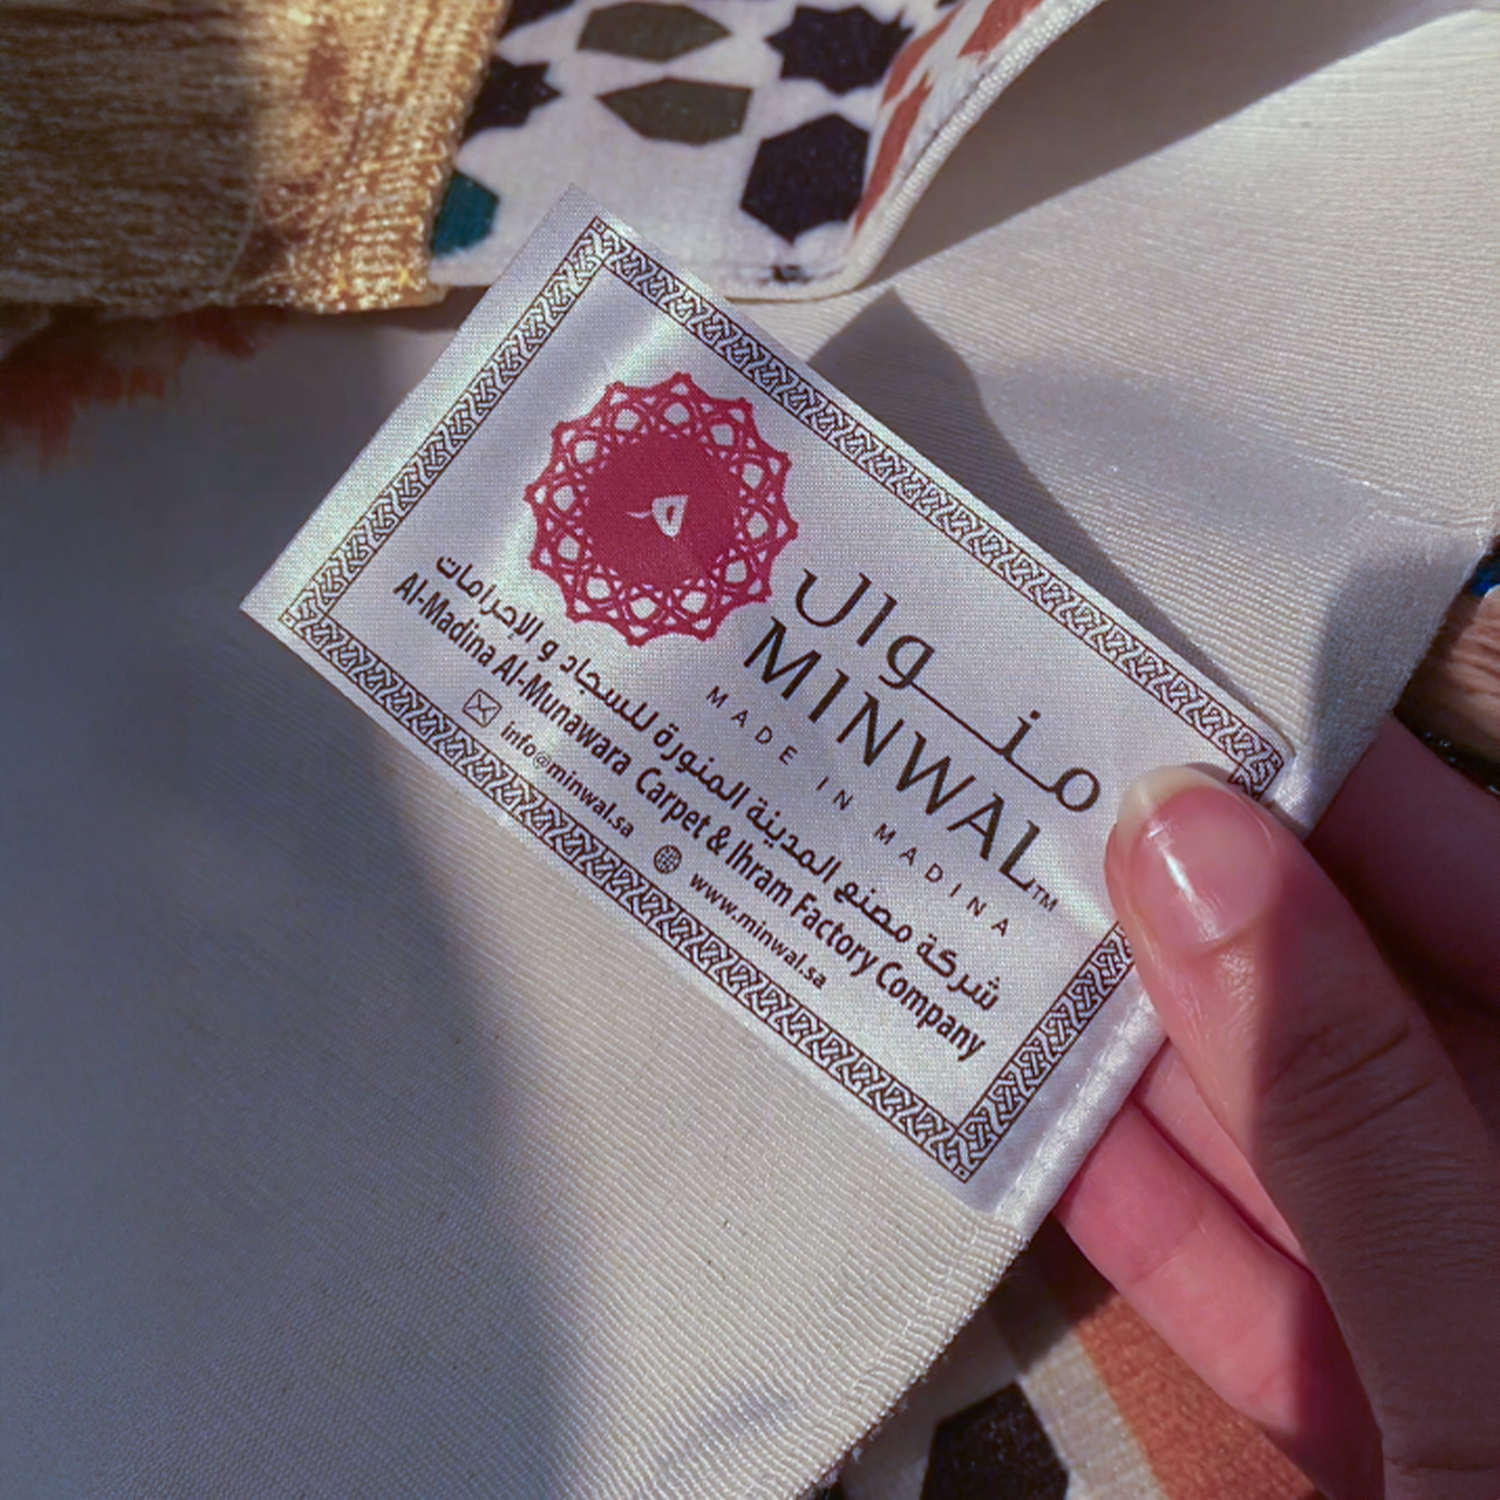 منوال
MINWAL™
MADE IN MADINA
شركة مصنع المدينة المنورة للسجاد و الإحرامات
Al-Madina Al-Munawara Carpet & Ihram Factory Company
info@minwal.sa www.minwal.sa